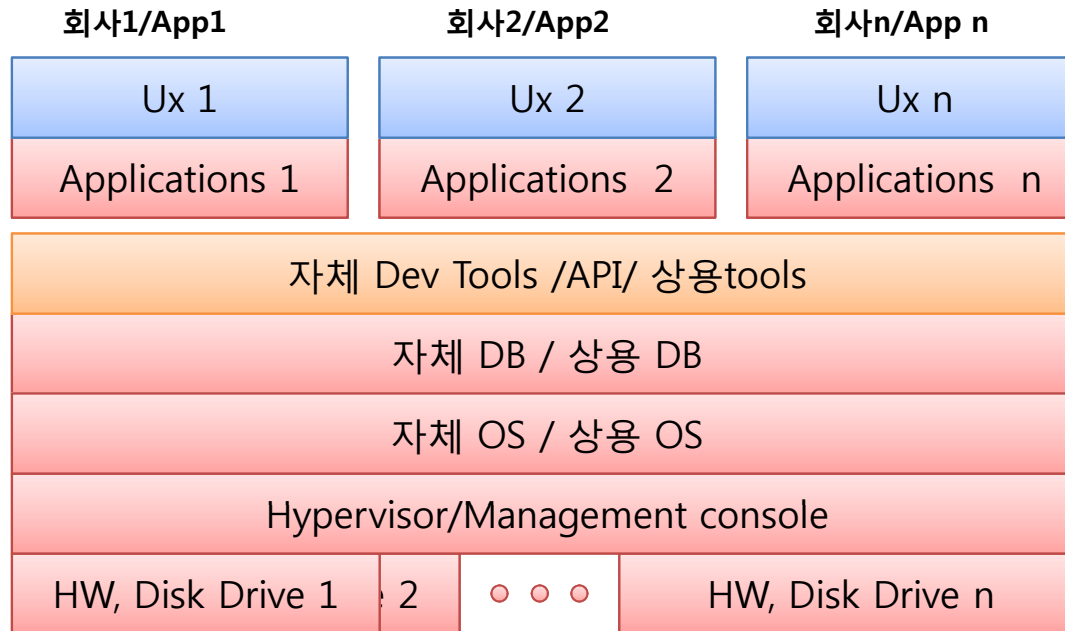 회사1/App1 회사2/App2 회사n/App n
Ux 1 Ux 2 Ux n
Applications 1 Applications 2 Applications n
자체 Dev Tools /API/ 상용tools
자체 DB / 상용 DB
자체 OS / 상용 OS
Hypervisor/Management console
HW, Disk Drive 1 2 HW, Disk Drive n